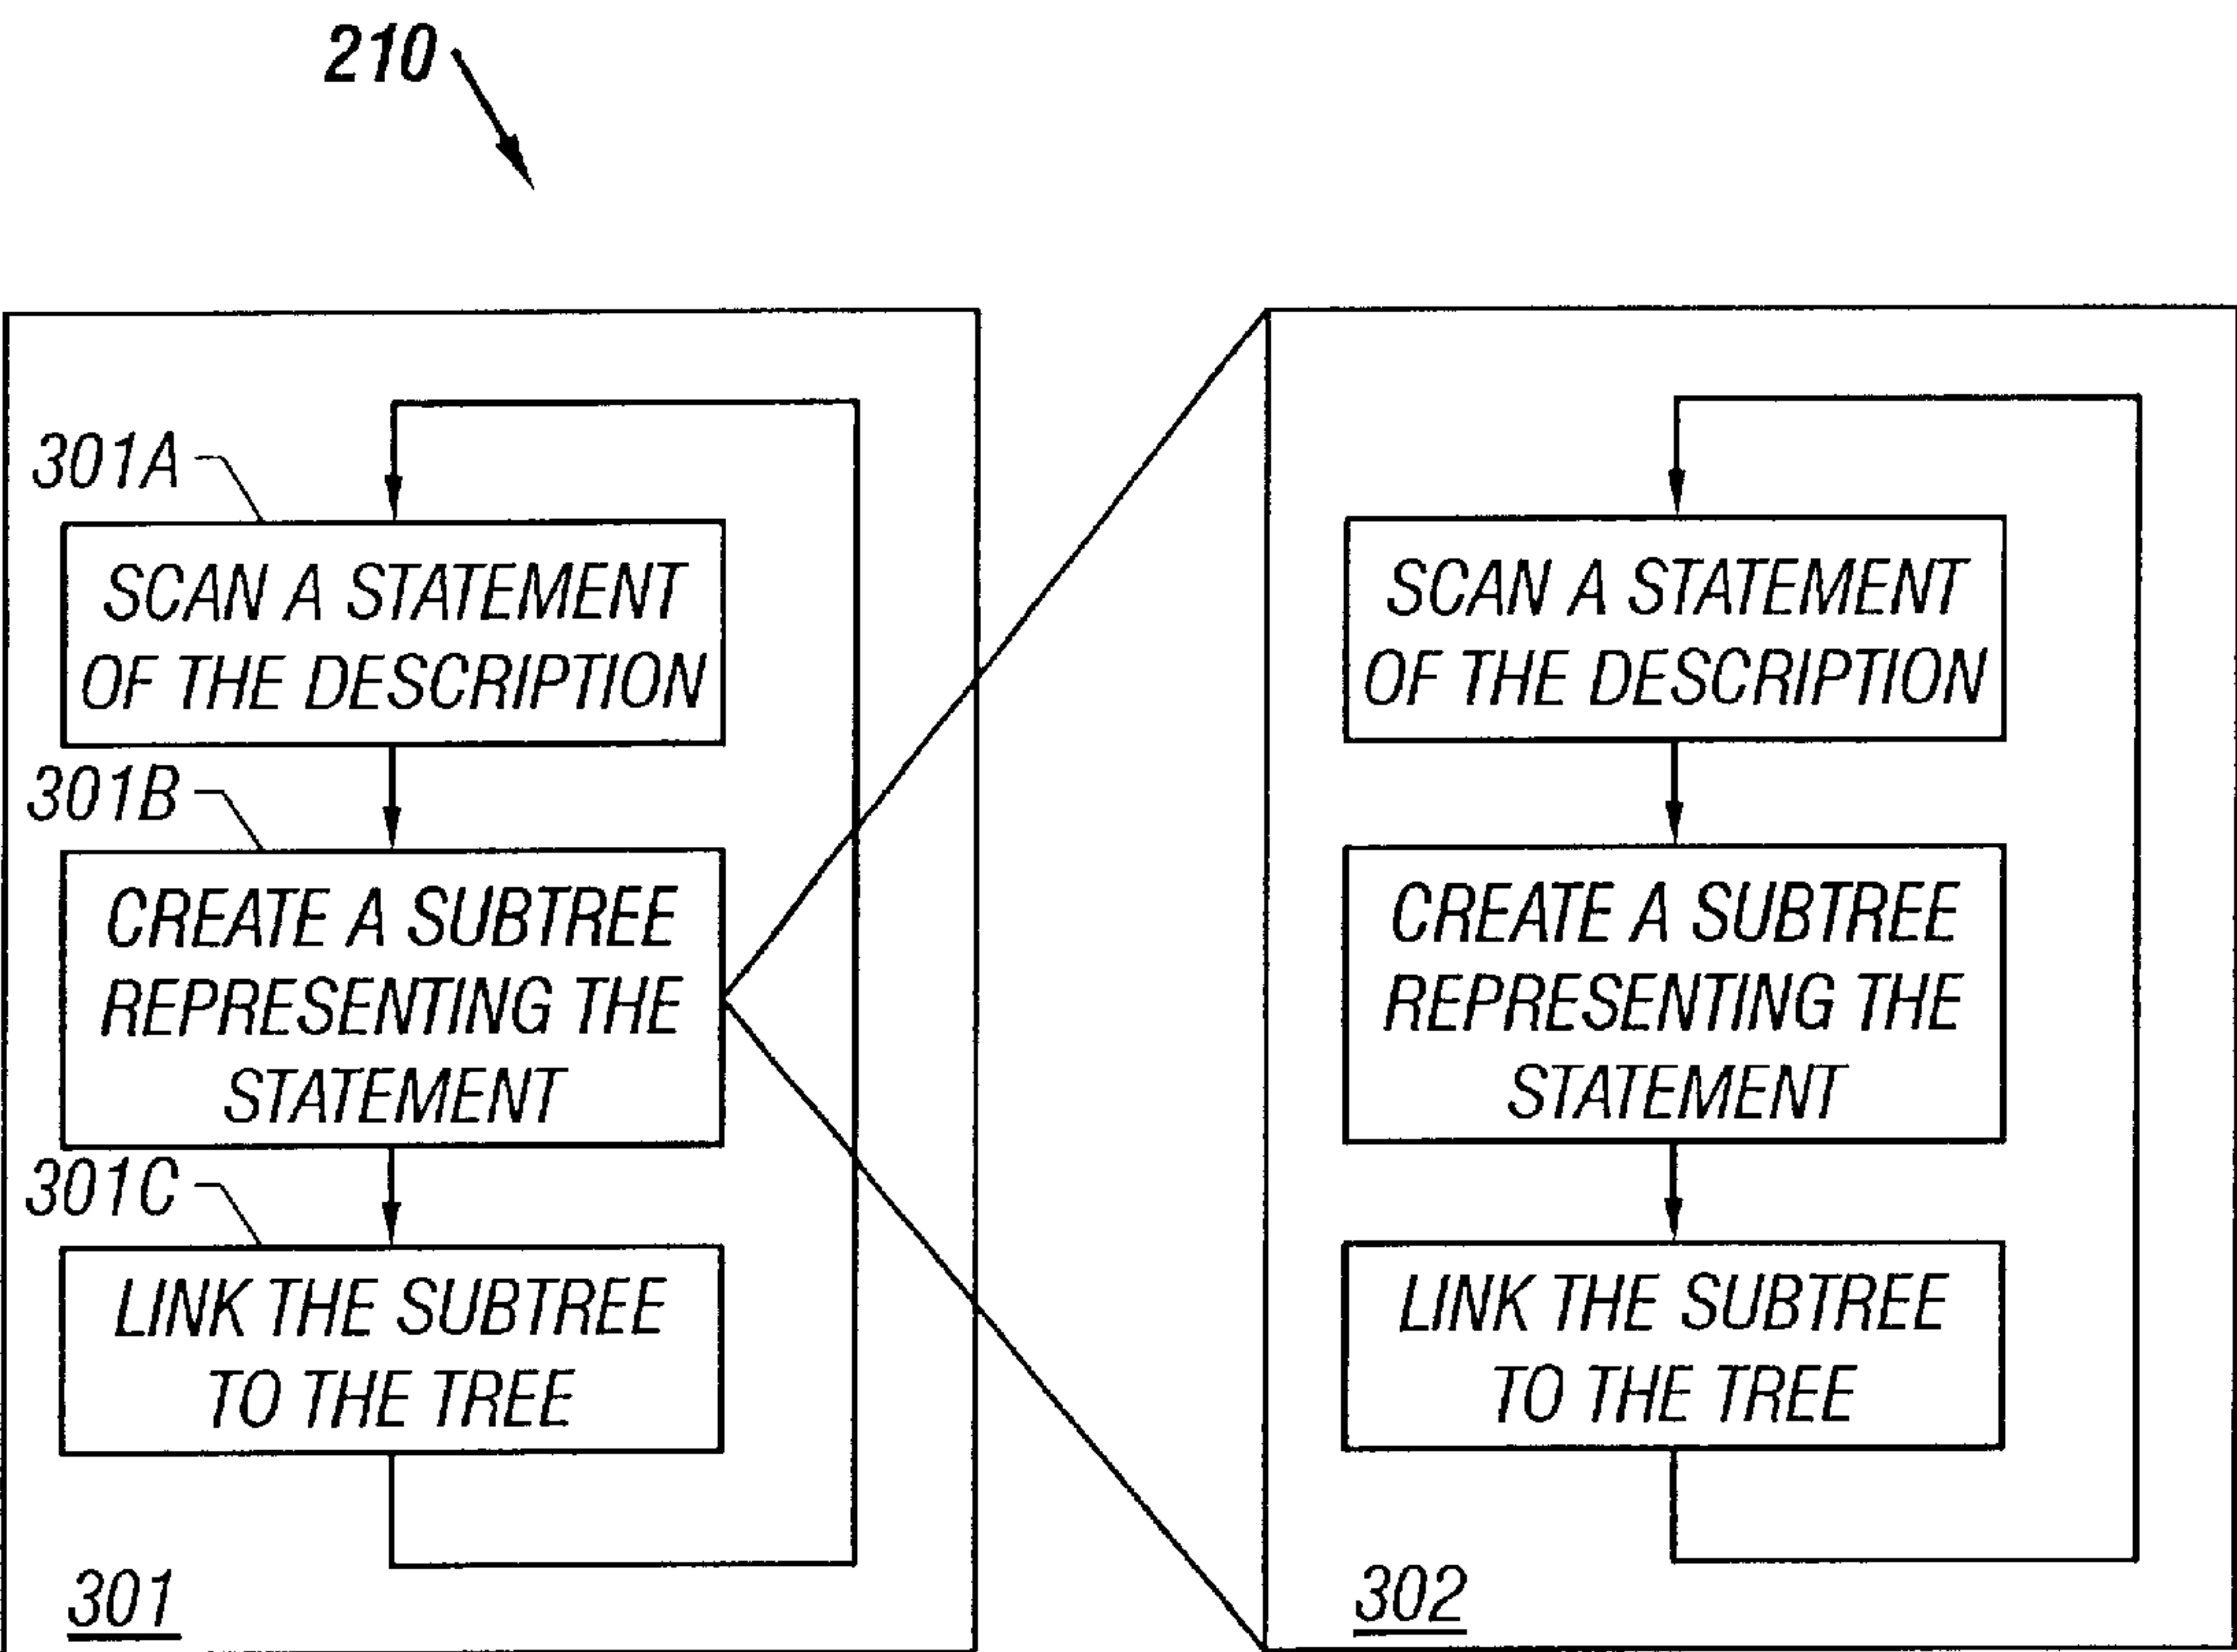 210
301A
SCAN A STATEMENT
OF THE DESCRIPTION
301B
CREATE A SUBTREE
REPRESENTING THE
STATEMENT
301C
LINK THE SUBTREE
TO THE TREE
301
SCAN A STATEMENT
OF THE DESCRIPTION
CREATE A SUBTREE
REPRESENTING THE
STATEMENT
LINK THE SUBTREE
TO THE TREE
302